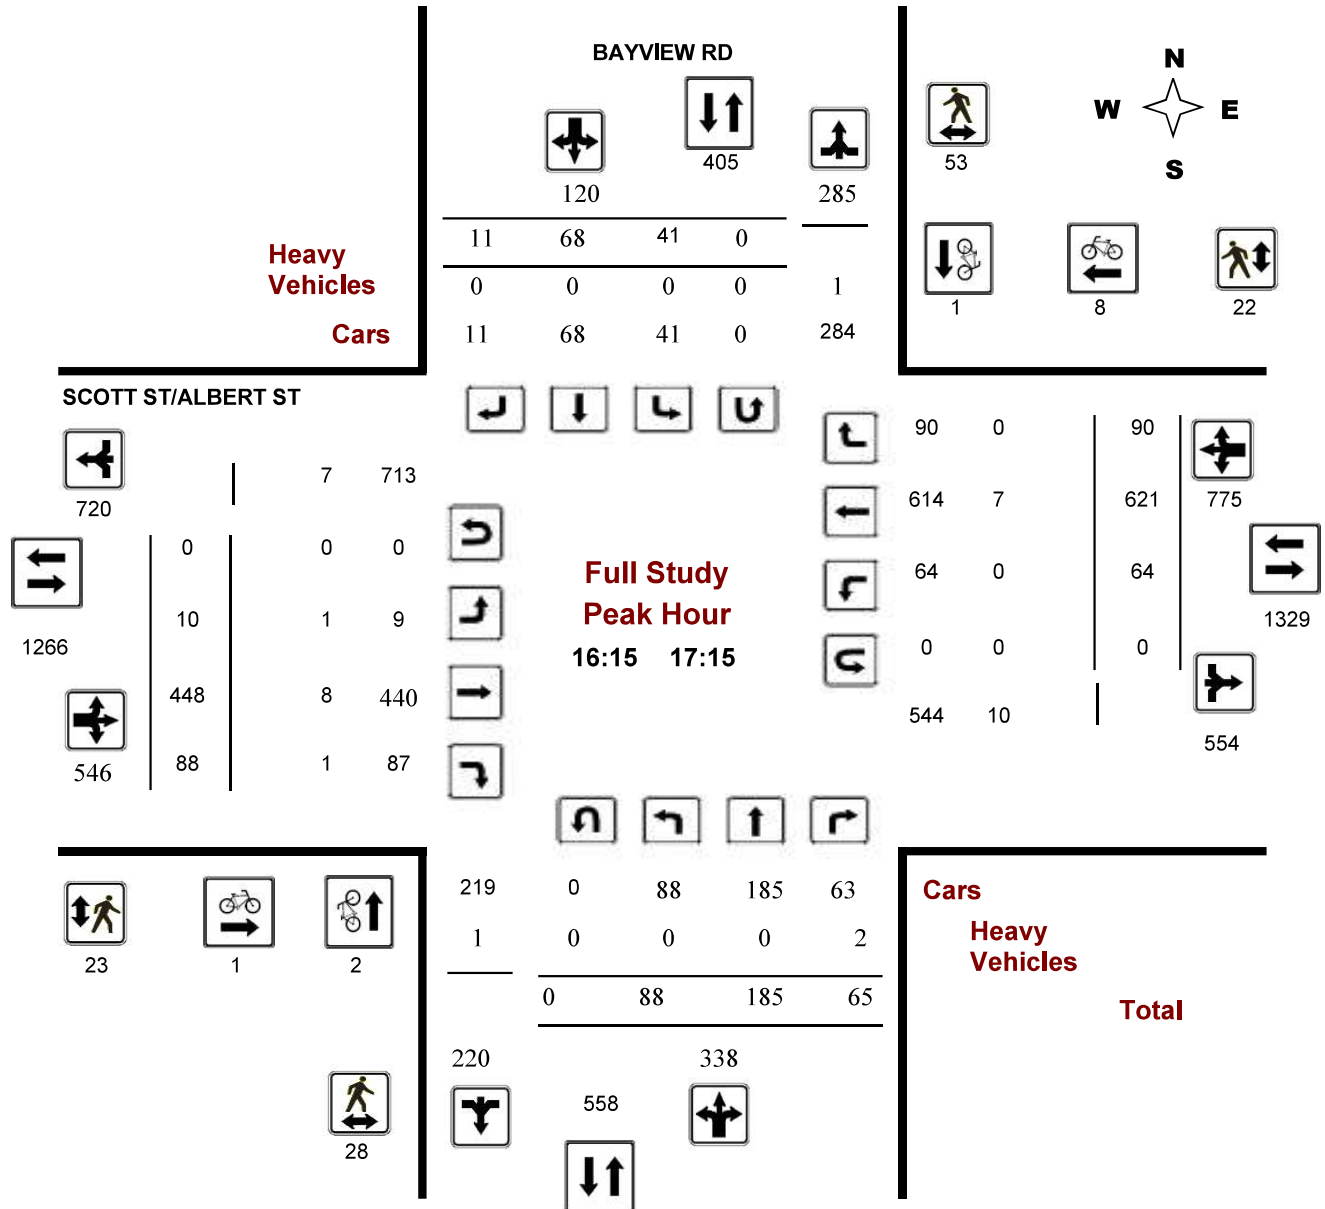 BAYVIEW RD
N
W E
S
405
53
120
285
11 68 41 0
Heavy
Vehicles
0 0 0 0 1
1 8 22
Cars
11 68 41 0 284
SCOTT ST/ALBERT ST
90 0 90
7 713
720
614 7 621 775
0 0 0
Full Study
Peak Hour
64 0 64
10 1 9
1266
1329
16:15 17:15
0 0 0
448 8 440
544 10
554
546
88 1 87
219 0 88 185 63
Cars
1 0 0 0 2
Heavy
Vehicles
23 1 2
0 88 185 65
Total
220 338
558
28